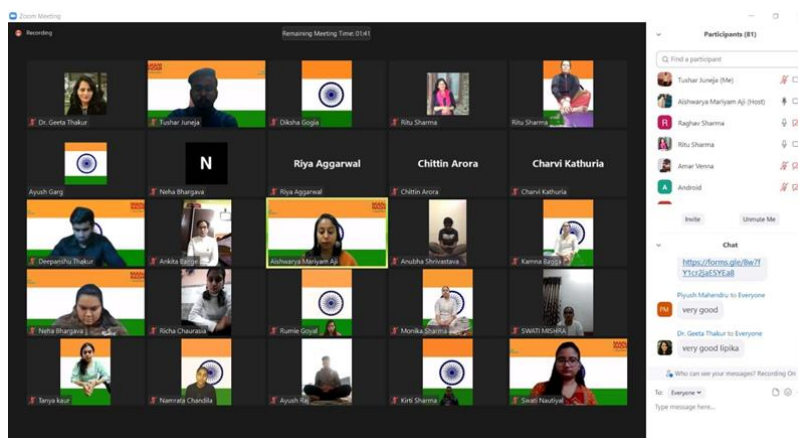 Zoom Meeting
Recording
Remaining Meeting Time: 01:41
Dr. Geeta Thakur
Tushar Juneja
Diksha Gogia
Ritu Sharma
Ritu Sharma
Ayush Garg
N
Neha Bhargava
Riya Aggarwal
Riya Aggarwal
Chittin Arora
Chittin Arora
Charvi Kathuria
Charvi Kathuria
Deepanshu Thakur
Ankita
Aishwarya Mariyam Aji
Anubha Shrivastava
Kamna Bagga
Neha Bhargava
Richa Chaurasia
Rumie Goyal
Monika Sharma
SWATI MISHRA
Tanya kaur
Namrata Chandila
Ayush Raj
Kirti Sharma
Swati Nautiyal
Participants (81)
Find a participant
Tushar Juneja (Me)
Aishwarya Mariyam Aji (Host)
R
Raghav Sharma
Ritu Sharma
Amar Venna
A
Android
Invite
Unmute Me
Chat
https://forms.gle/8w7f
Y1cr2jaESYEa8
Piyush Mahendru to Everyone
PM
very good
Dr. Geeta Thakur to Everyone
very good lipika
Who can see your messages? Recording On
To: Everyone
Type message here...